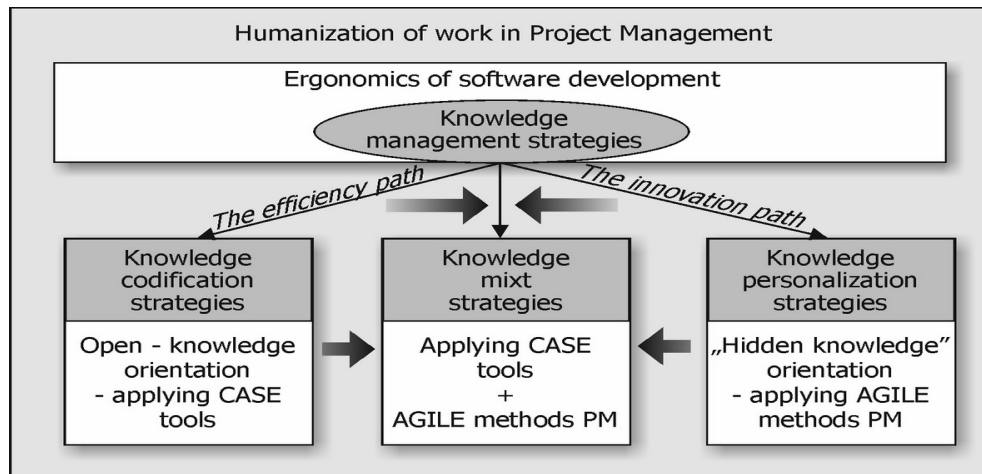 Humanization of work in Project Management
Ergonomics of software development
Knowledge
management strategies
The efficiency path
The innovation path
Knowledge
codification
strategies
Open - knowledge
orientation
- applying CASE
tools
Knowledge
mixt
strategies
Applying CASE
tools
+
AGILE methods PM
Knowledge
personalization
strategies
„Hidden knowledge”
orientation
- applying AGILE
methods PM